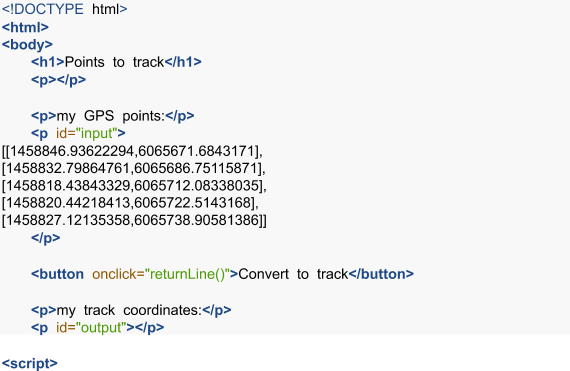 <!DOCTYPE html>
<html>
<body>
<h1>Points to track</h1>
<p></p>
<p>my GPS points:</p>
<p id="input">
[[1458846.93622294,6065671.6843171],
[1458832.79864761,6065686.75115871],
[1458818.43843329,6065712.08338035],
[1458820.44218413,6065722.5143168],
[1458827.12135358,6065738.90581386]]
</p>
<button onclick="returnLine()">Convert to track</button>
<p>my track coordinates:</p>
<p id="output"></p>
<script>